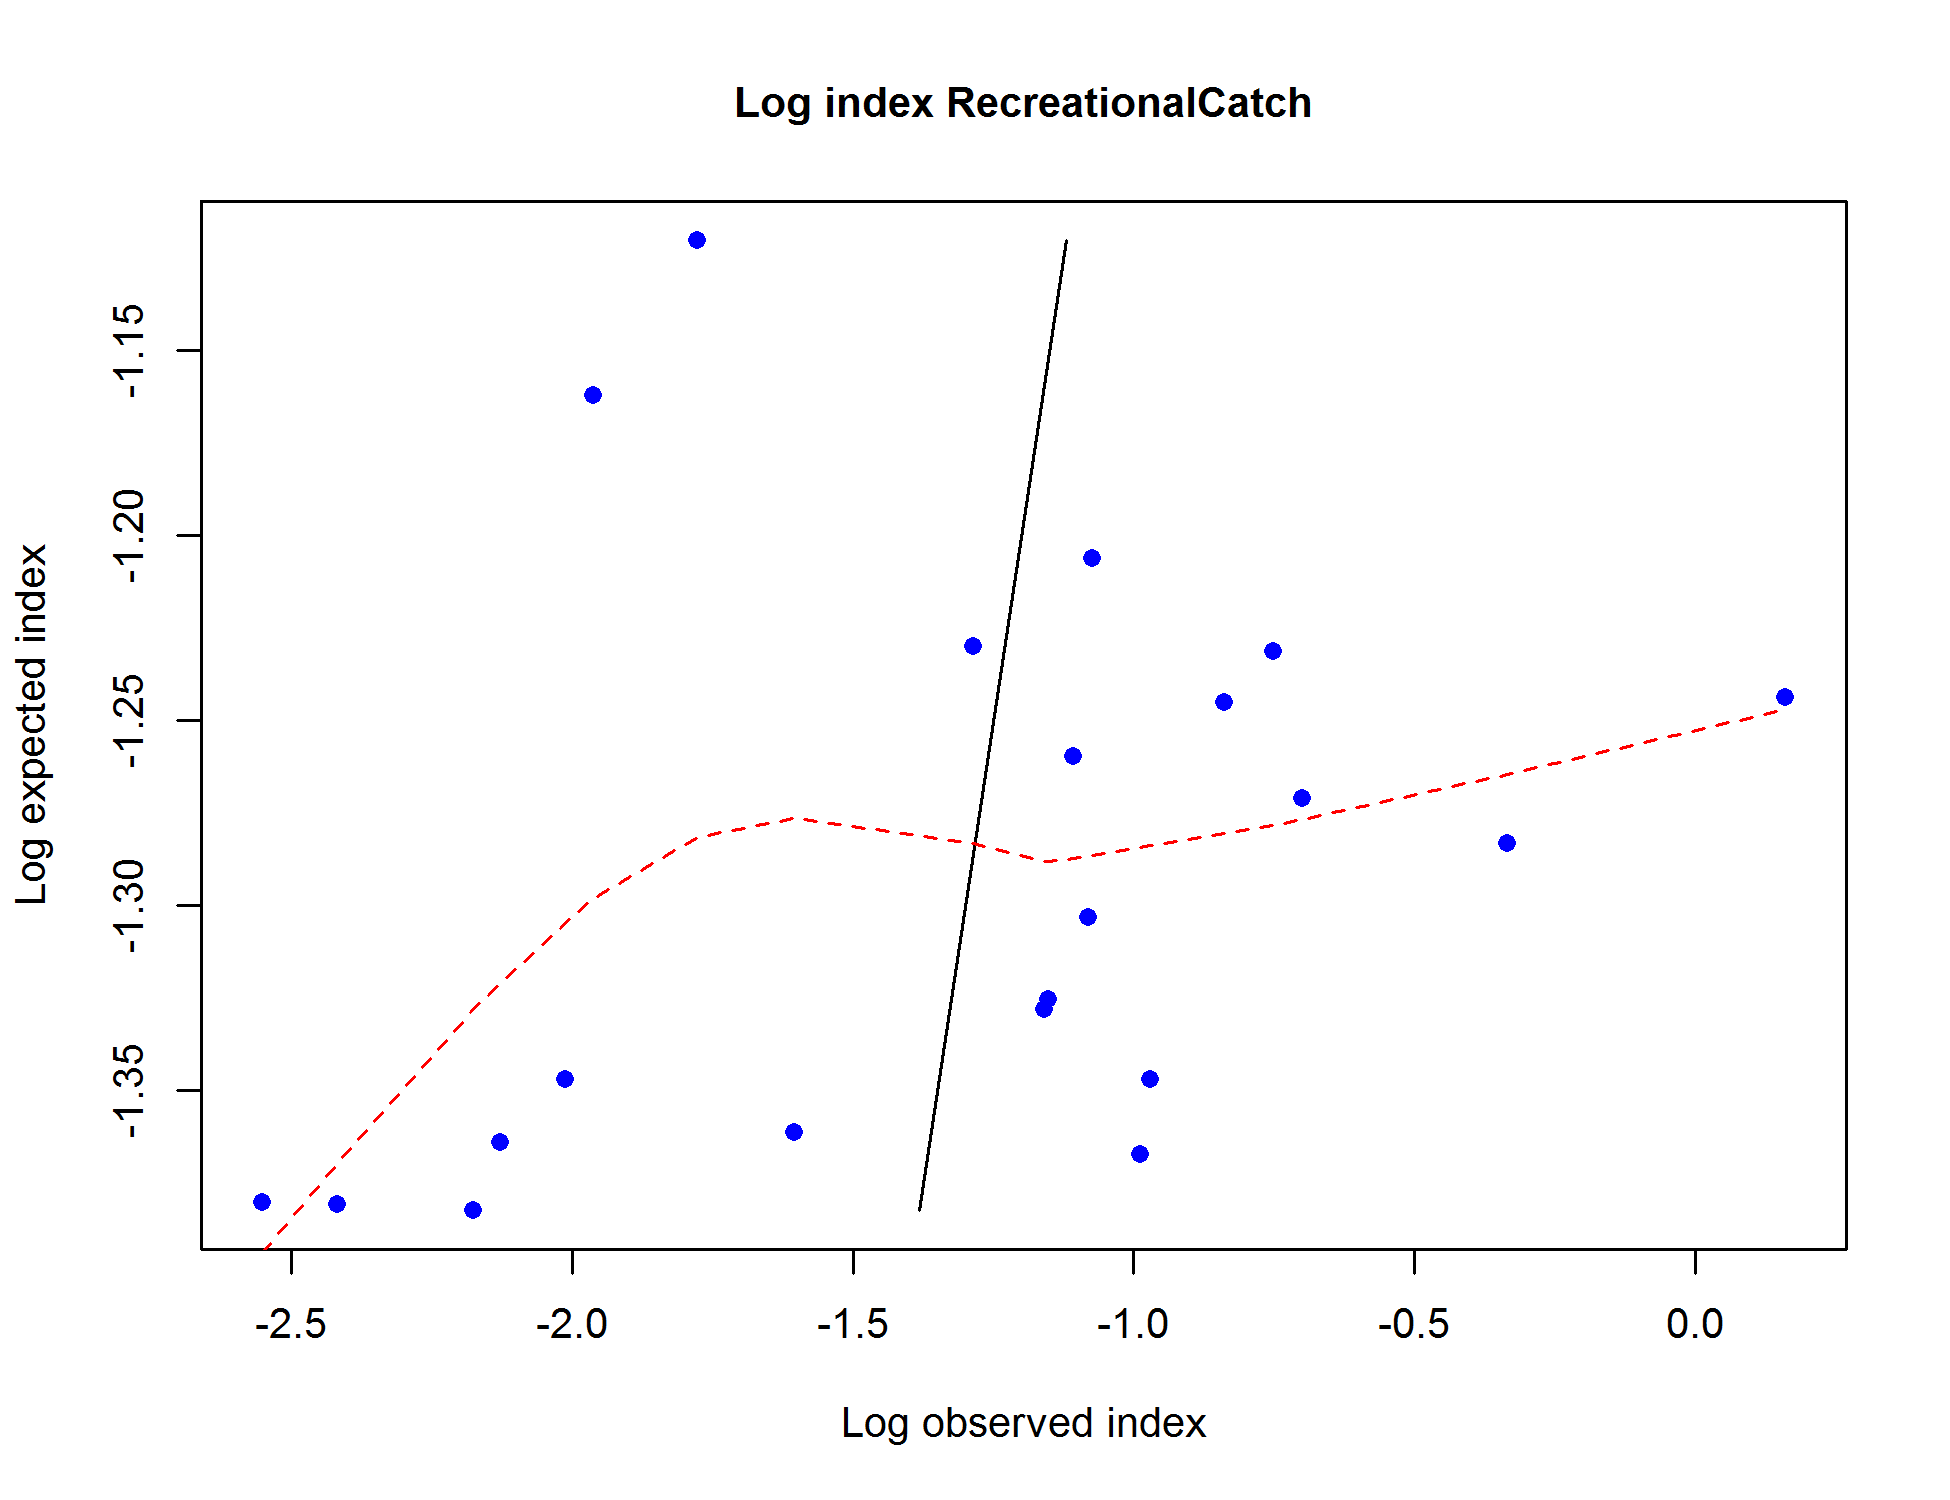 Log index RecreationalCatch
Log expected index
-1.15
-1.20
-1.25
-1.30
-1.35
-2.5 -2.0 -1.5 -1.0 -0.5 0.0
Log observed index